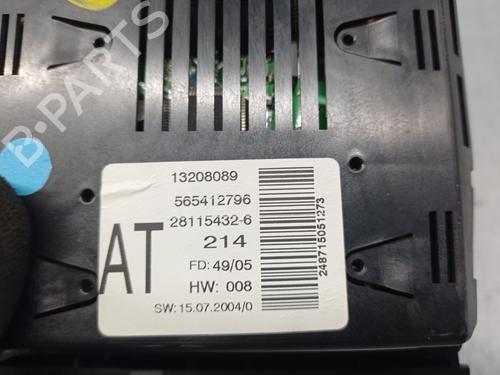 B-PARTS
13208089
565412796
28115432-6
AT
214
FD: 49/05
HW: 008
SW: 15.07.2004/0
248715051273